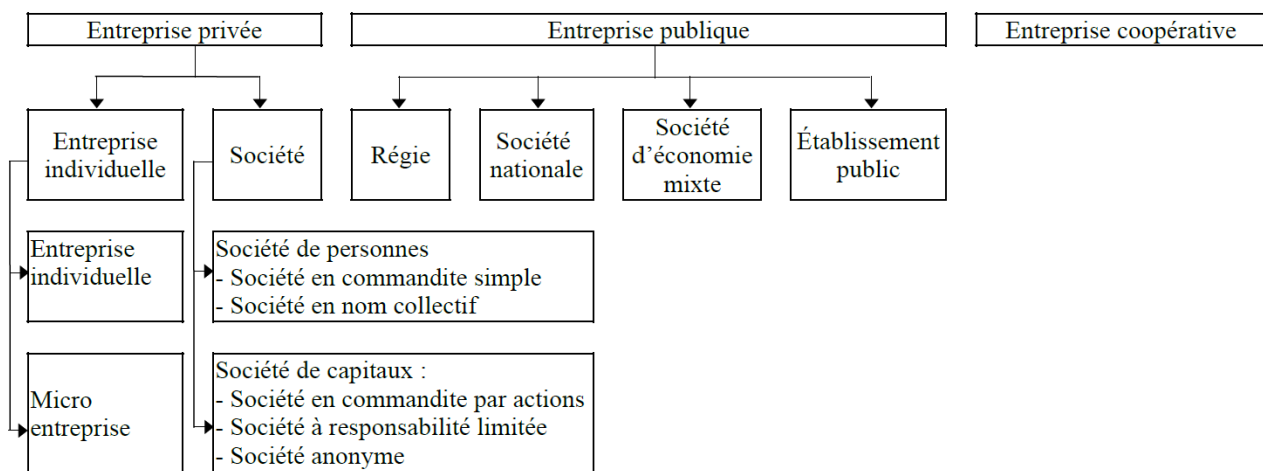 Entreprise privée
Entreprise publique
Entreprise coopérative
Entreprise
individuelle
Société
Régie
Société
nationale
Société
d’économie
mixte
Établissement
public
Entreprise
individuelle
Société de personnes
- Société en commandite simple
- Société en nom collectif
Micro
entreprise
Société de capitaux :
- Société en commandite par actions
- Société à responsabilité limitée
- Société anonyme